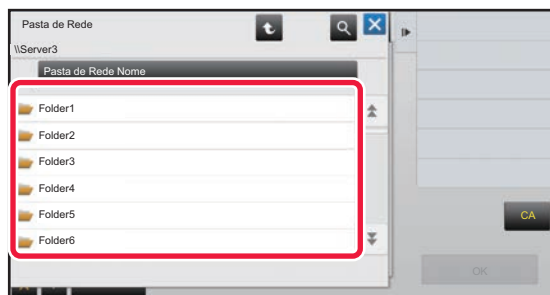 Pasta de Rede
\\Server3
Pasta de Rede Nome
Folder1
Folder2
Folder3
Folder4
Folder5
Folder6
CA
OK